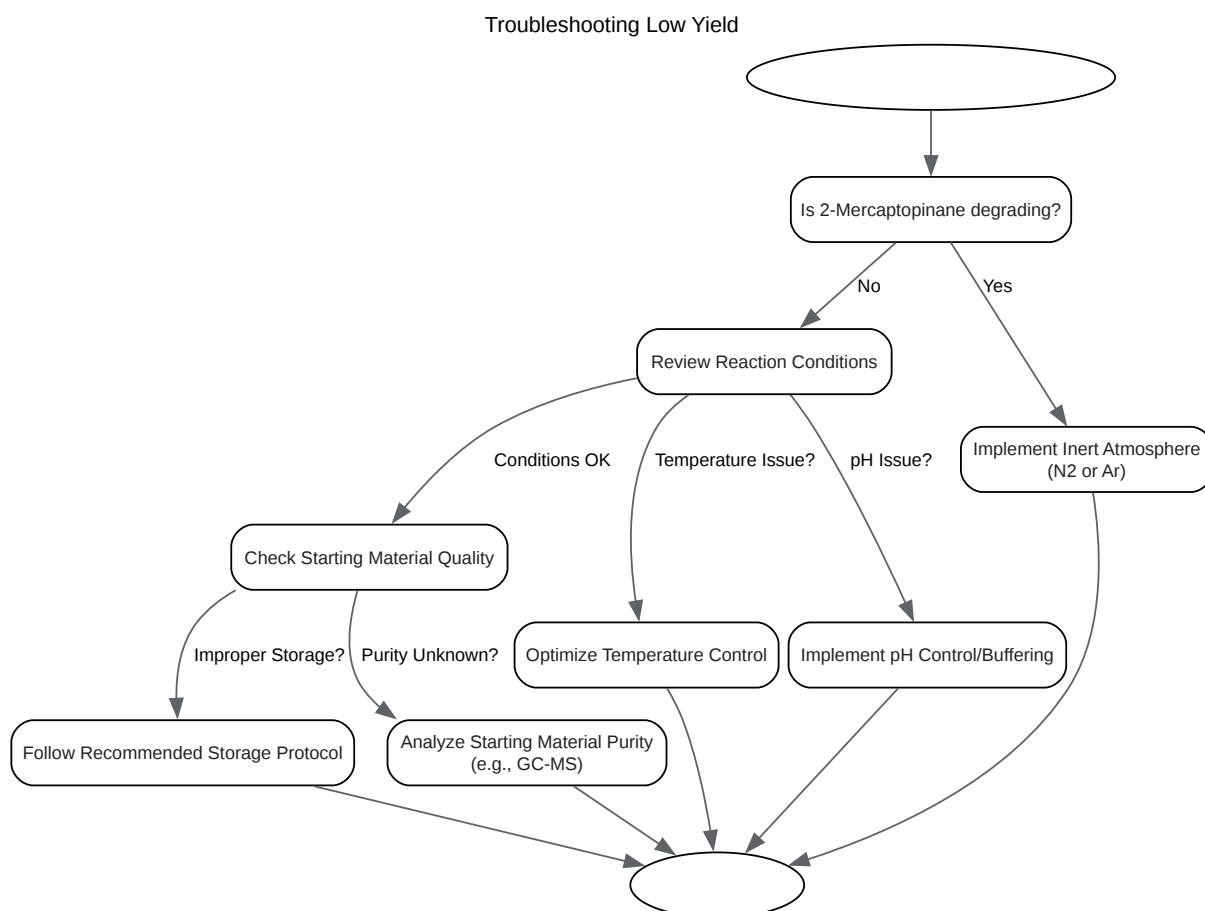 Troubleshooting Low Yield
Is 2-Mercaptopinane degrading?
No
Yes
Review Reaction Conditions
Implement Inert Atmosphere
(N2 or Ar)
Conditions OK
Temperature Issue?
pH Issue?
Check Starting Material Quality
Improper Storage?
Purity Unknown?
Optimize Temperature Control
Implement pH Control/Buffering
Follow Recommended Storage Protocol
Analyze Starting Material Purity
(e.g., GC-MS)